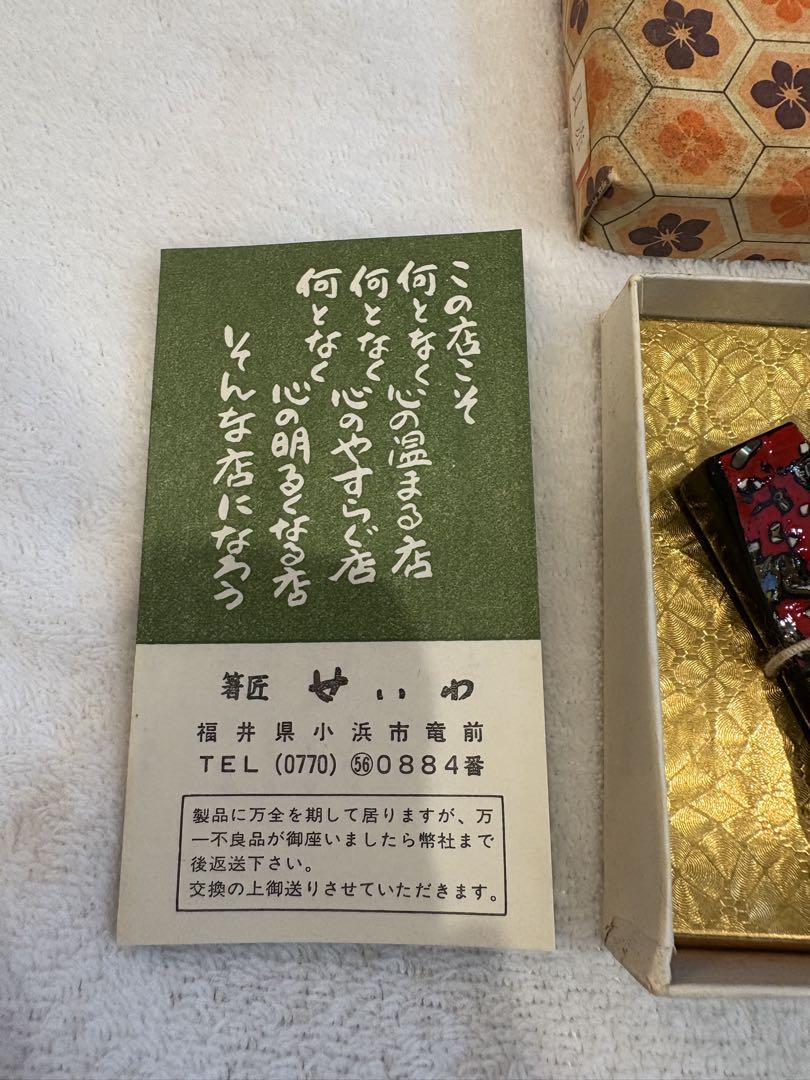 この店こそ
何となく心の温まる店
何となく心のやすらぐ店
何となく心の明るくなる店
そんな店になろう
箸匠 せいわ
福井県小浜市竜前
TEL (0770) 56 0884番
製品に万全を期して居りますが、万
一不良品が御座いましたら幣社まで
後返送下さい。
交換の上御送りさせていただきます。